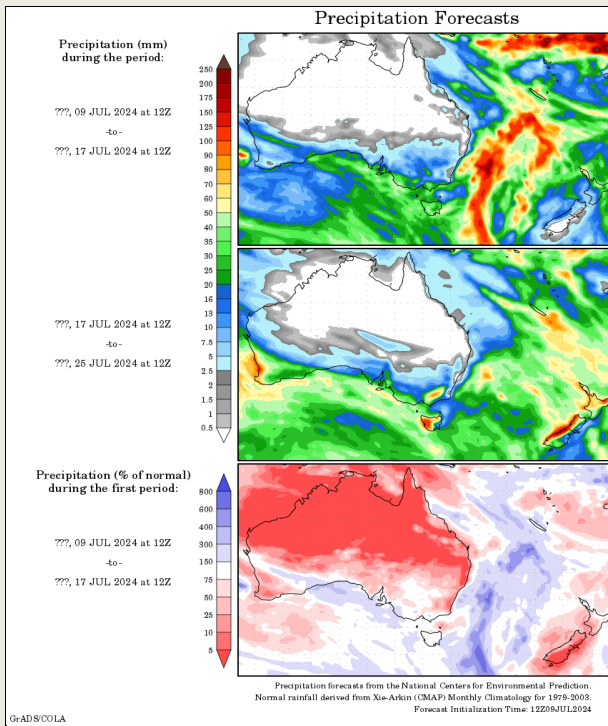 Precipitation Forecasts
Precipitation (mm)
during the period:
???, 09 JUL 2024 at 12Z
-to-
???, 17 JUL 2024 at 12Z
250
200
175
150
125
100
90
80
70
60
50
40
35
30
25
20
16
13
10
7.5
5
2.5
2
1.5
1
0.5
???, 17 JUL 2024 at 12Z
-to-
???, 25 JUL 2024 at 12Z
Precipitation (% of normal)
during the first period:
???, 09 JUL 2024 at 12Z
-to-
???, 17 JUL 2024 at 12Z
800
600
400
300
150
75
50
25
10
5
Precipitation forecasts from the National Centers for Environmental Prediction.
Normal rainfall derived from Xie-Arkin (CMAP) Monthly Climatology for 1979-2003.
Forecast Initialization Time: 12Z09JUL2024
GrADS/COLA